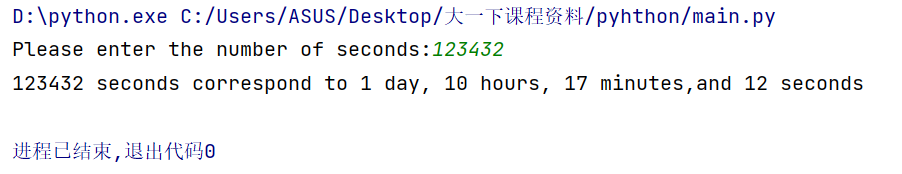 D:\python.exe C:/Users/ASUS/Desktop/大一下课程资料/pyhthon/main.py
Please enter the number of seconds:123432
123432 seconds correspond to 1 day, 10 hours, 17 minutes,and 12 seconds
进程已结束,退出代码0